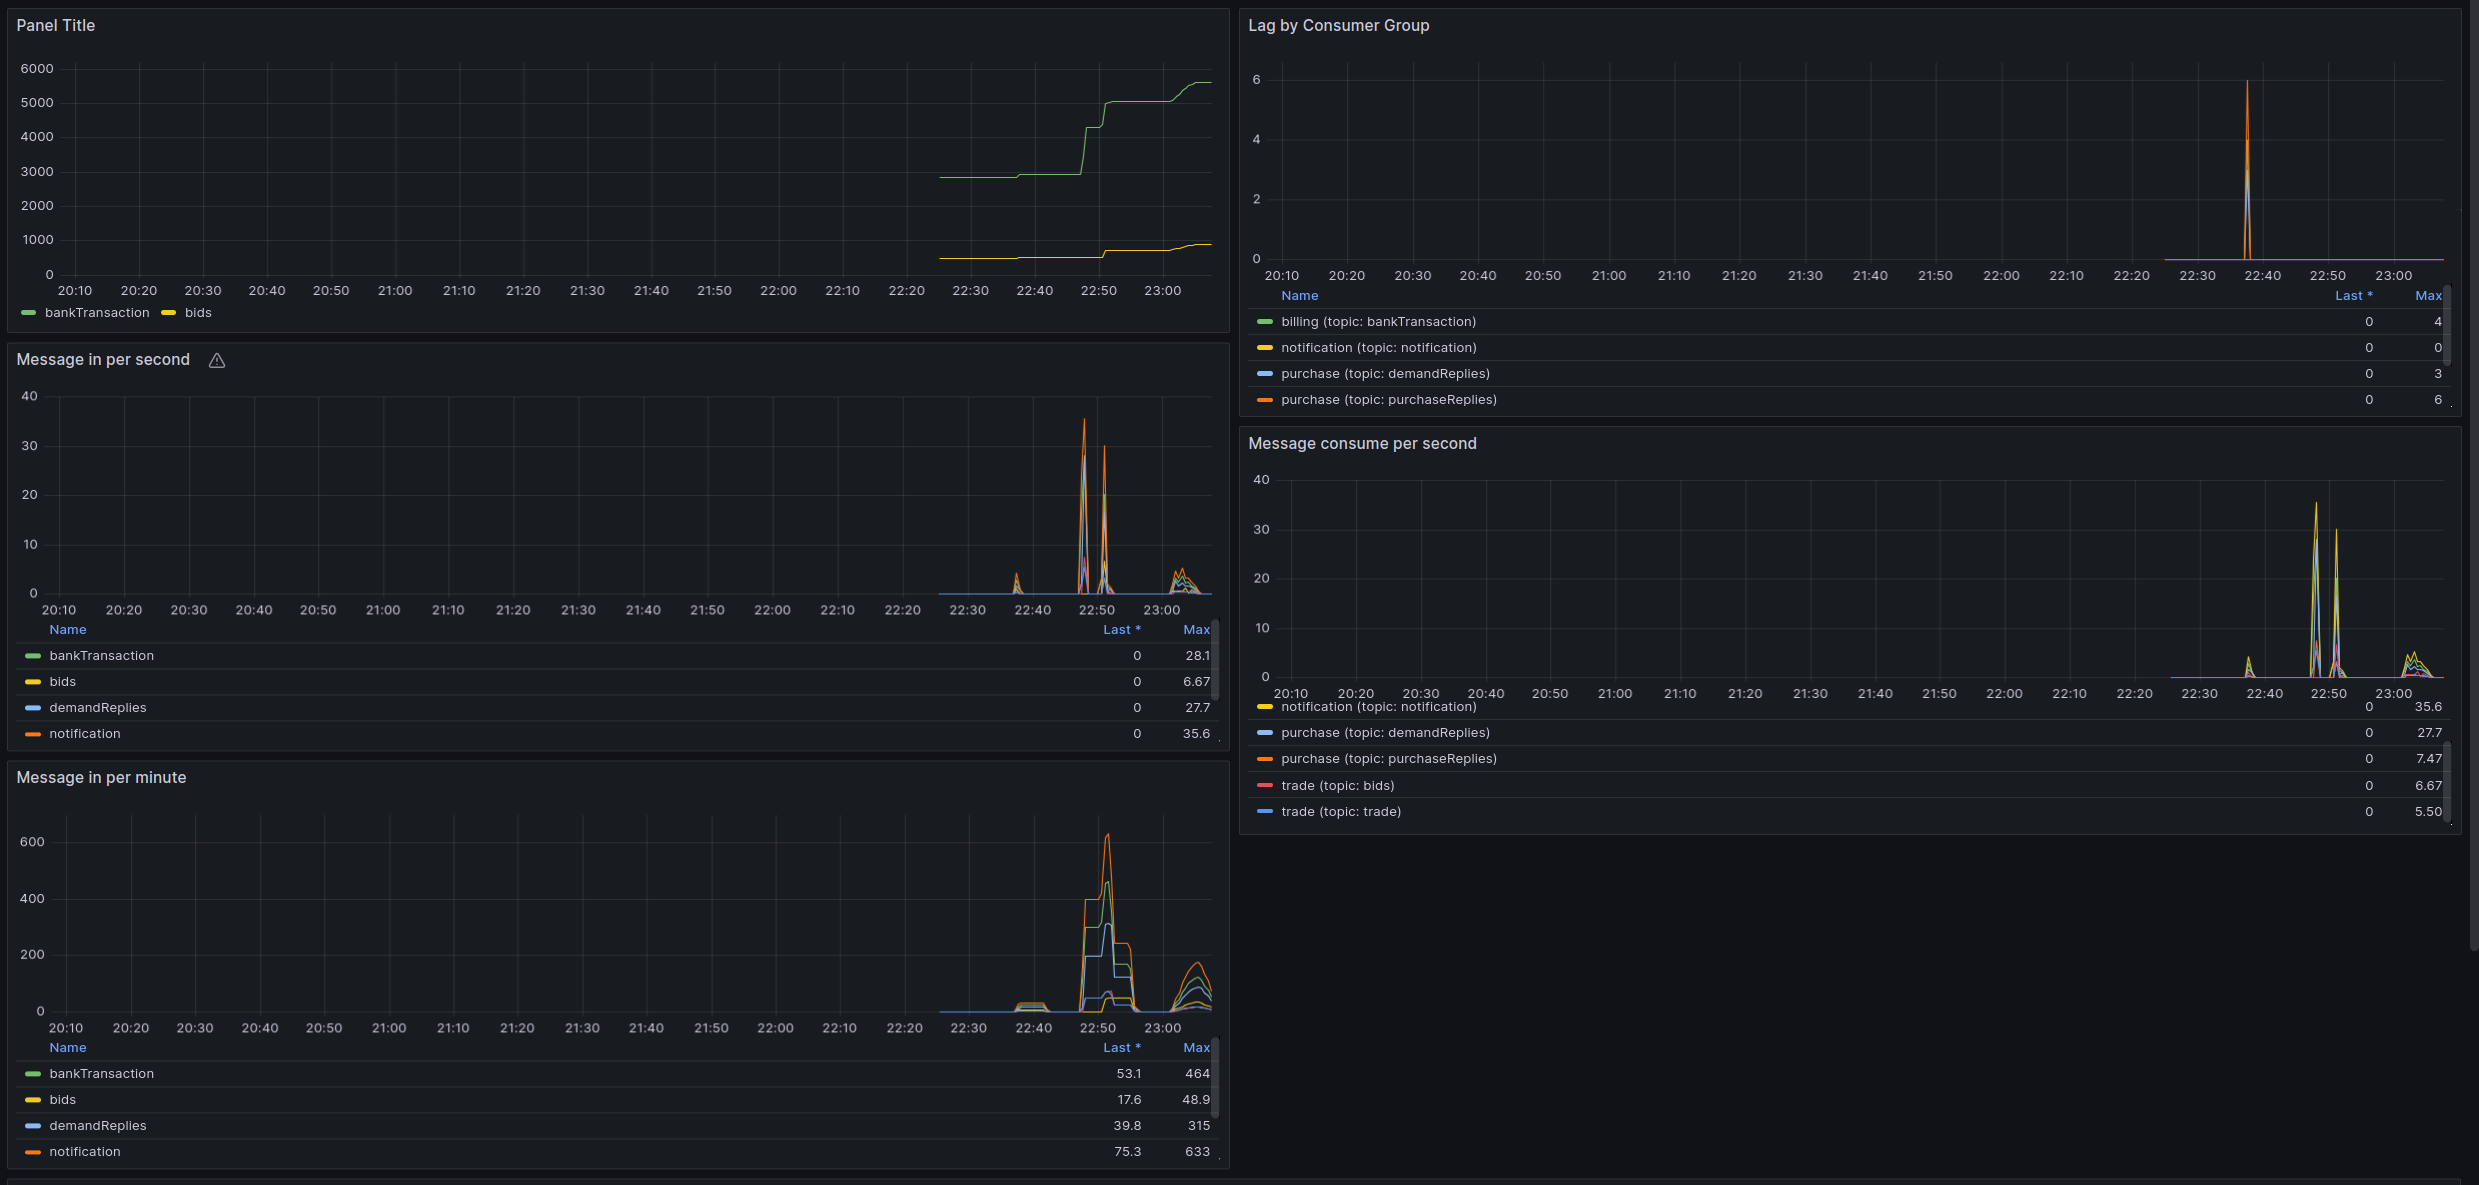 Panel Title
6000
5000
4000
3000
2000
1000
0
20:10 20:20 20:30 20:40 20:50 21:00 21:10 21:20 21:30 21:40 21:50 22:00 22:10 22:20 22:30 22:40 22:50 23:00
bankTransaction bids
Message in per second
40
30
20
10
0
20:10 20:20 20:30 20:40 20:50 21:00 21:10 21:20 21:30 21:40 21:50 22:00 22:10 22:20 22:30 22:40 22:50 23:00
Name Last * Max
bankTransaction 0 28.1
bids 0 6.67
demandReplies 0 27.7
notification 0 35.6
Message in per minute
600
400
200
0
20:10 20:20 20:30 20:40 20:50 21:00 21:10 21:20 21:30 21:40 21:50 22:00 22:10 22:20 22:30 22:40 22:50 23:00
Name Last * Max
bankTransaction 53.1 464
bids 17.6 48.9
demandReplies 39.8 315
notification 75.3 633
Lag by Consumer Group
6
4
2
0
20:10 20:20 20:30 20:40 20:50 21:00 21:10 21:20 21:30 21:40 21:50 22:00 22:10 22:20 22:30 22:40 22:50 23:00
Name Last * Max
billing (topic: bankTransaction) 0 4
notification (topic: notification) 0 0
purchase (topic: demandReplies) 0 3
purchase (topic: purchaseReplies) 0 6
Message consume per second
40
30
20
10
0
20:10 20:20 20:30 20:40 20:50 21:00 21:10 21:20 21:30 21:40 21:50 22:00 22:10 22:20 22:30 22:40 22:50 23:00
notification (topic: notification) 0 35.6
purchase (topic: demandReplies) 0 27.7
purchase (topic: purchaseReplies) 0 7.47
trade (topic: bids) 0 6.67
trade (topic: trade) 0 5.50